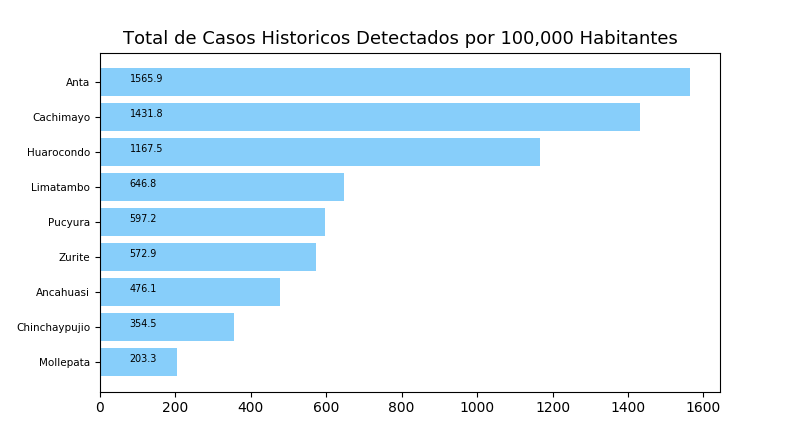 Total de Casos Historicos Detectados por 100,000 Habitantes
Anta 1565.9
Cachimayo 1431.8
Huarocondo 1167.5
Limatambo 646.8
Pucyura 597.2
Zurite 572.9
Ancahuasi 476.1
Chinchaypujio 354.5
Mollepata 203.3
0 200 400 600 800 1000 1200 1400 1600